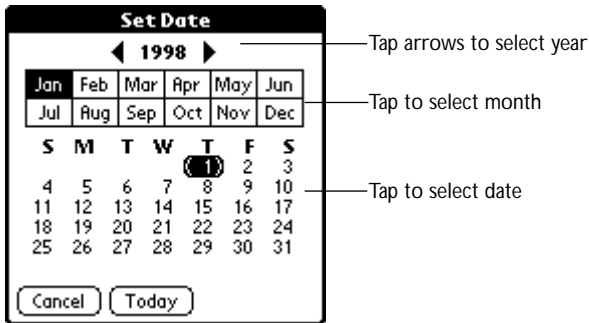 Set Date
1998
Tap arrows to select year
Jan Feb Mar Apr May Jun
Jul Aug Sep Oct Nov Dec
Tap to select month
S M T W T F S
1 2 3
4 5 6 7 8 9 10
Tap to select date
11 12 13 14 15 16 17
18 19 20 21 22 23 24
25 26 27 28 29 30 31
Cancel Today